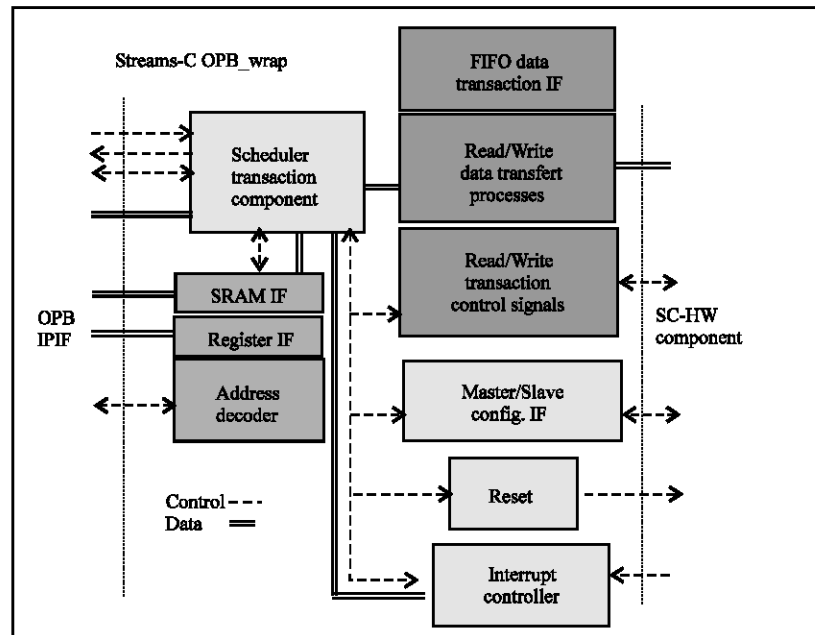 Streams-C OPB_wrap
FIFO data
transaction IF
Scheduler
transaction
component
Read/Write
data transfert
processes
Read/Write
transaction
control signals
SRAM IF
OPB
IPIF
Register IF
SC-HW
component
Address
decoder
Master/Slave
config. IF
Control
Data
Reset
Interrupt
controller